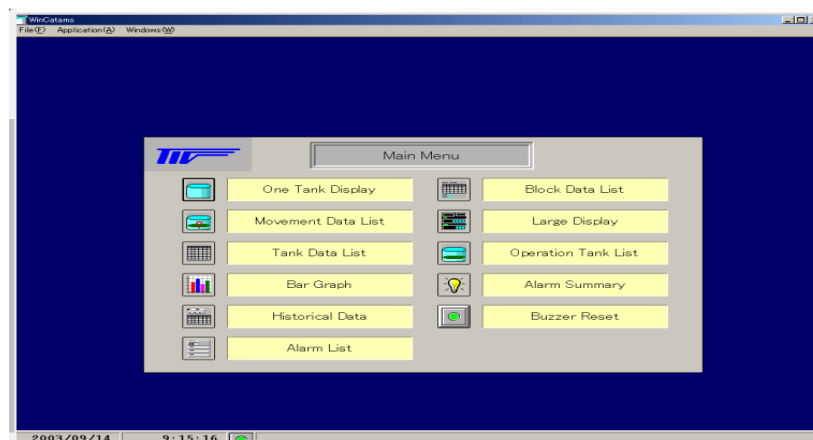 WinCatams
File(F) Application(A) Windows(W)
TIV
Main Menu
One Tank Display
Block Data List
Movement Data List
Large Display
Tank Data List
Operation Tank List
Bar Graph
Alarm Summary
Historical Data
Buzzer Reset
Alarm List
2003/09/14 9:15:16